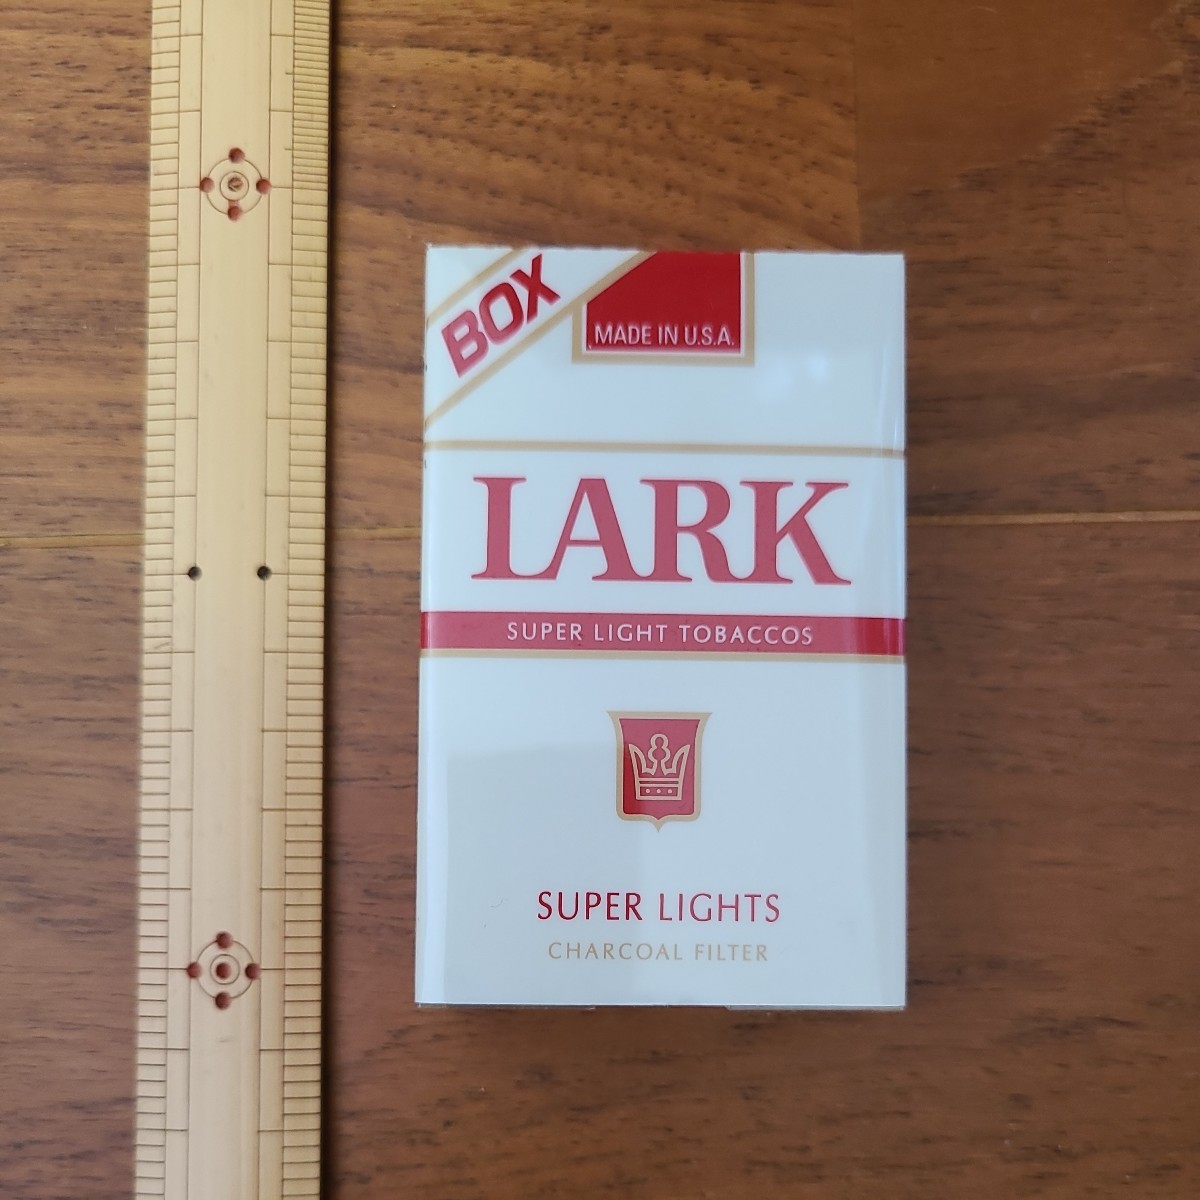 BOX
MADE IN U.S.A.
LARK
SUPER LIGHT TOBACCOS
SUPER LIGHTS
CHARCOAL FILTER